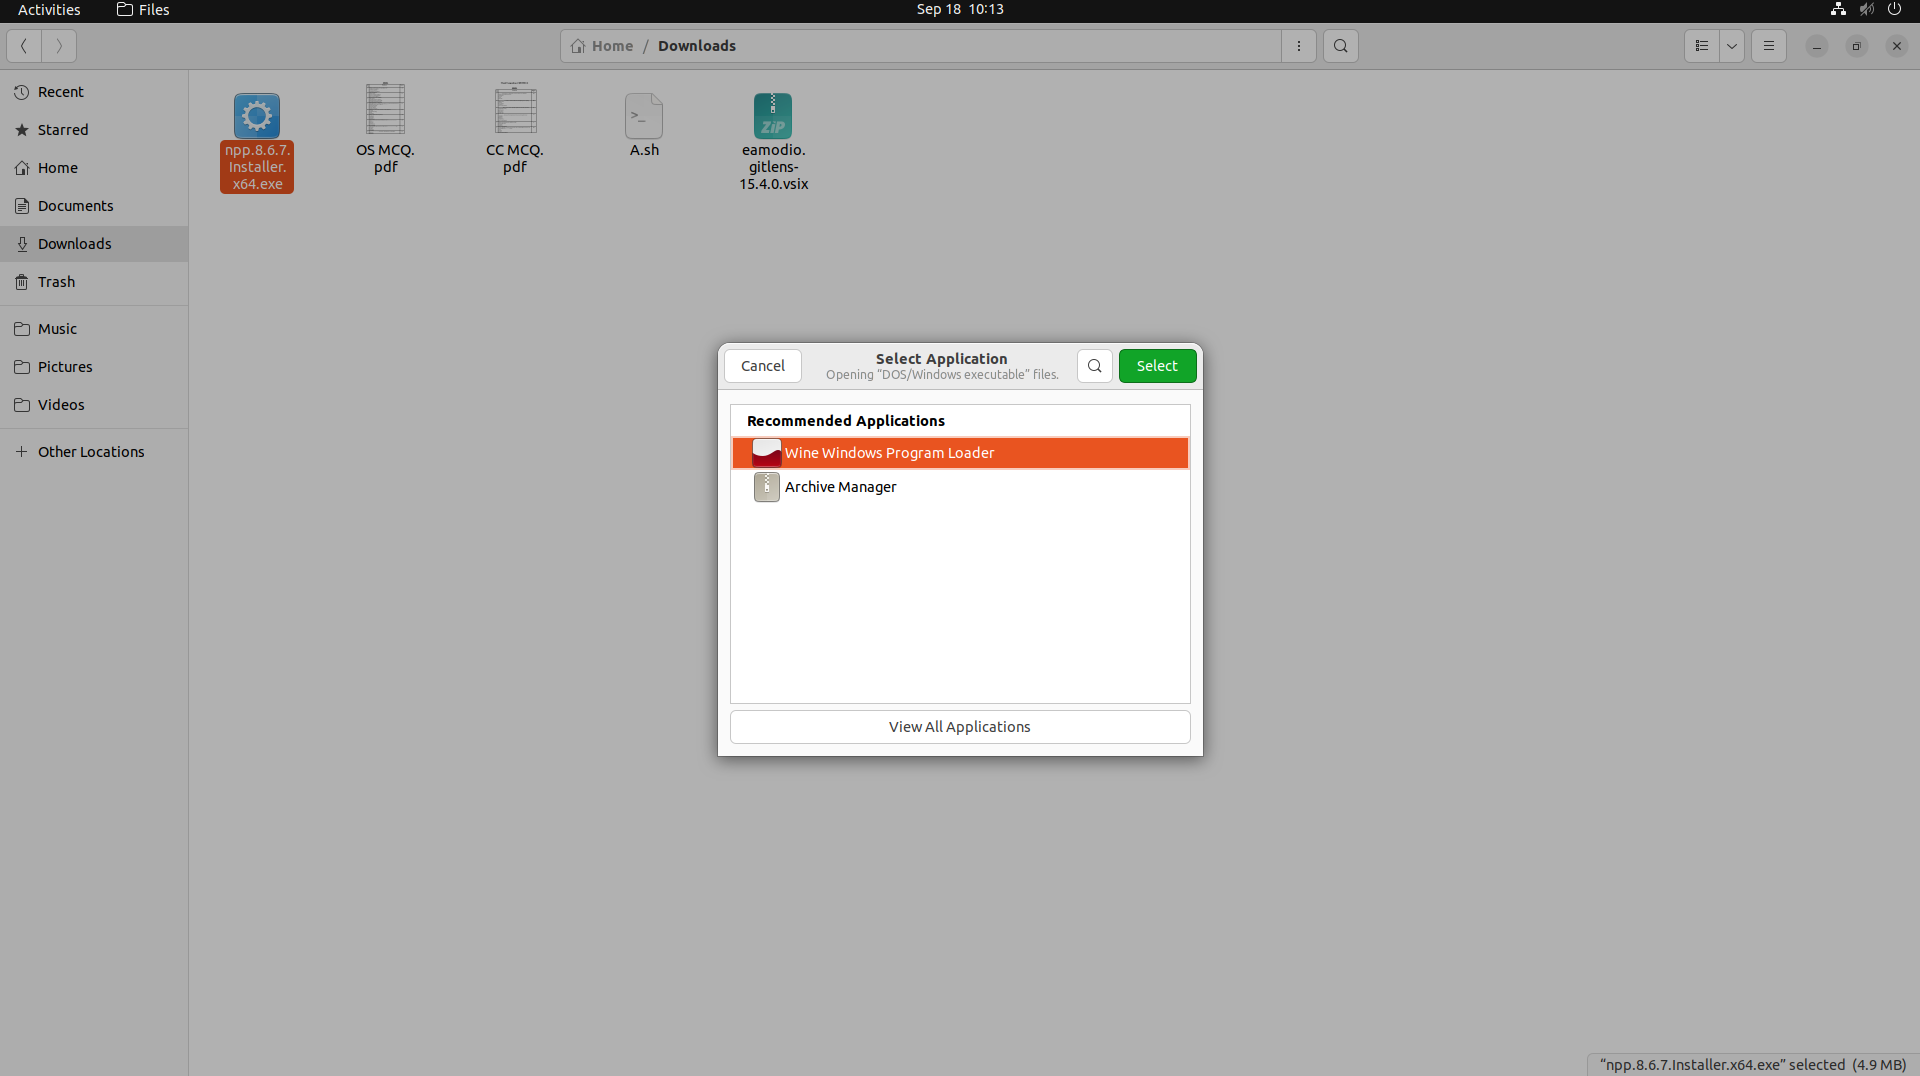 Activities
Files
Sep 18 10:13
Home / Downloads
Recent
Starred
Home
Documents
Downloads
Trash
Music
Pictures
Videos
Other Locations
npp.8.6.7.
Installer.
x64.exe
OS MCQ.
pdf
CC MCQ.
pdf
>_
A.sh
ZiP
eamodio.
gitlens-
15.4.0.vsix
Cancel
Select Application
Opening “DOS/Windows executable” files.
Select
Recommended Applications
Wine Windows Program Loader
Archive Manager
View All Applications
“npp.8.6.7.Installer.x64.exe” selected (4.9 MB)